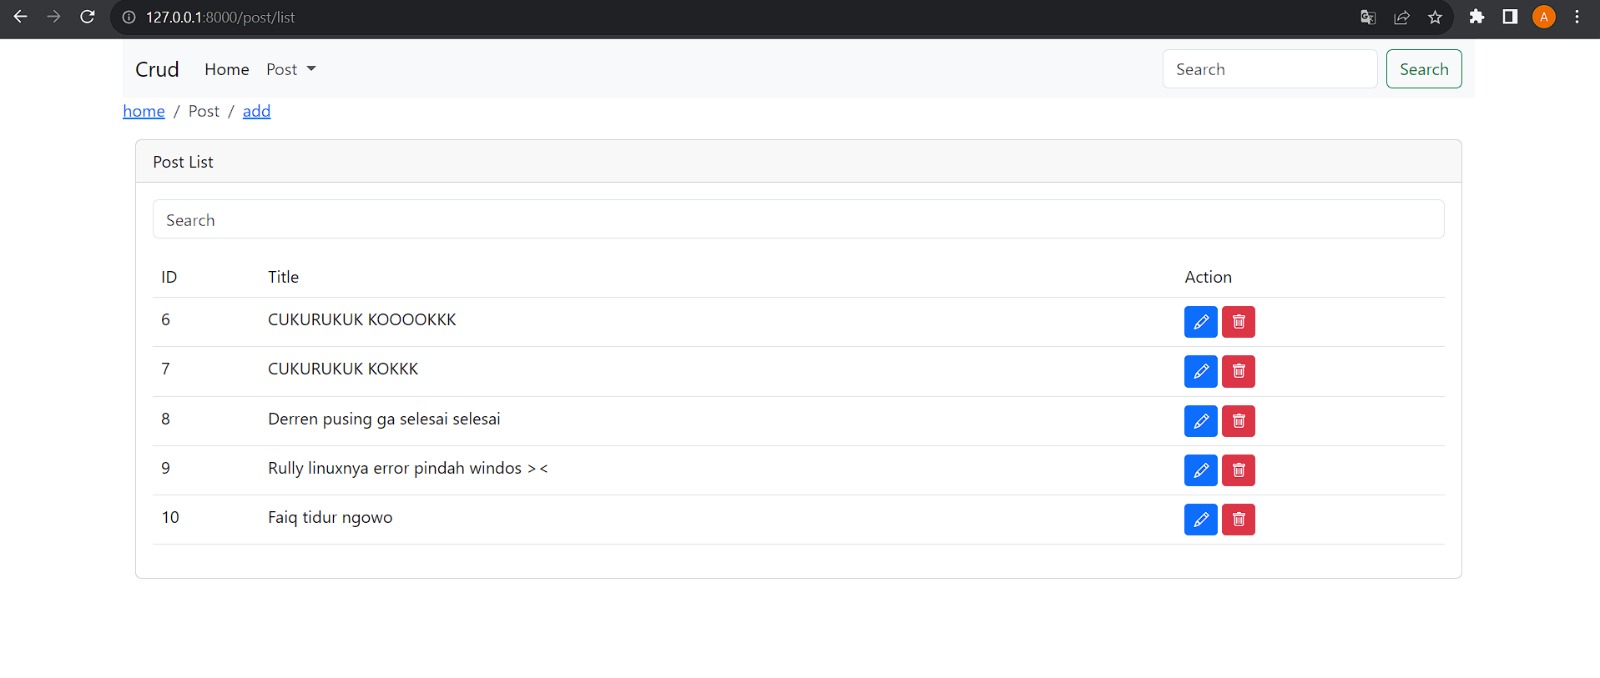 127.0.0.1:8000/post/list
A
Crud Home Post Search Search
home / Post / add
Post List
Search
ID Title Action
6 CUKURUKUK KOOOOKKK
7 CUKURUKUK KOKKK
8 Derren pusing ga selesai selesai
9 Rully linuxnya error pindah windos ><
10 Faiq tidur ngowo